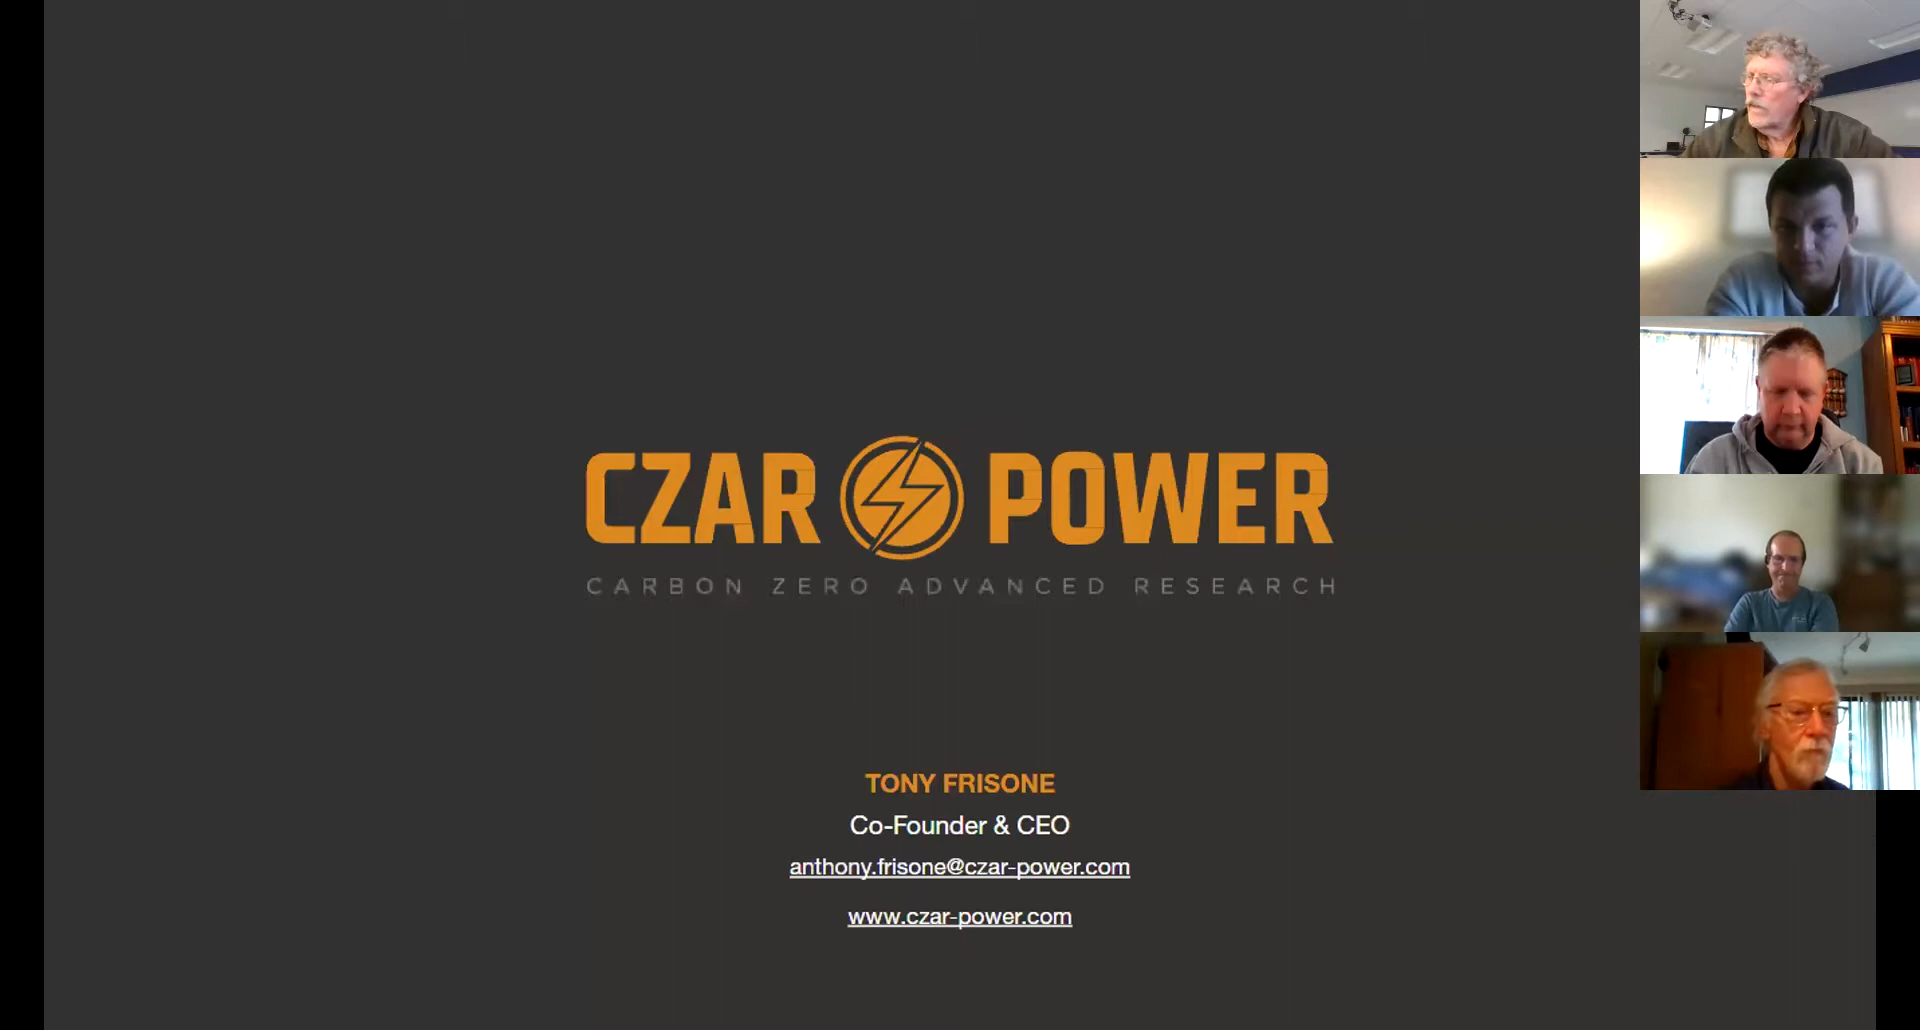 CZAR POWER
CARBON ZERO ADVANCED RESEARCH
TONY FRISONE
Co-Founder & CEO
anthony.frisone@czar-power.com
www.czar-power.com